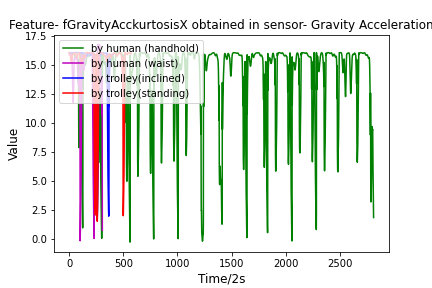 Feature- fGravityAcckurtosisX obtained in sensor- Gravity Acceleration
17.5
15.0
12.5
10.0
7.5
5.0
2.5
0.0
Value
by human (handhold)
by human (waist)
by trolley(inclined)
by trolley(standing)
0 500 1000 1500 2000 2500
Time/2s